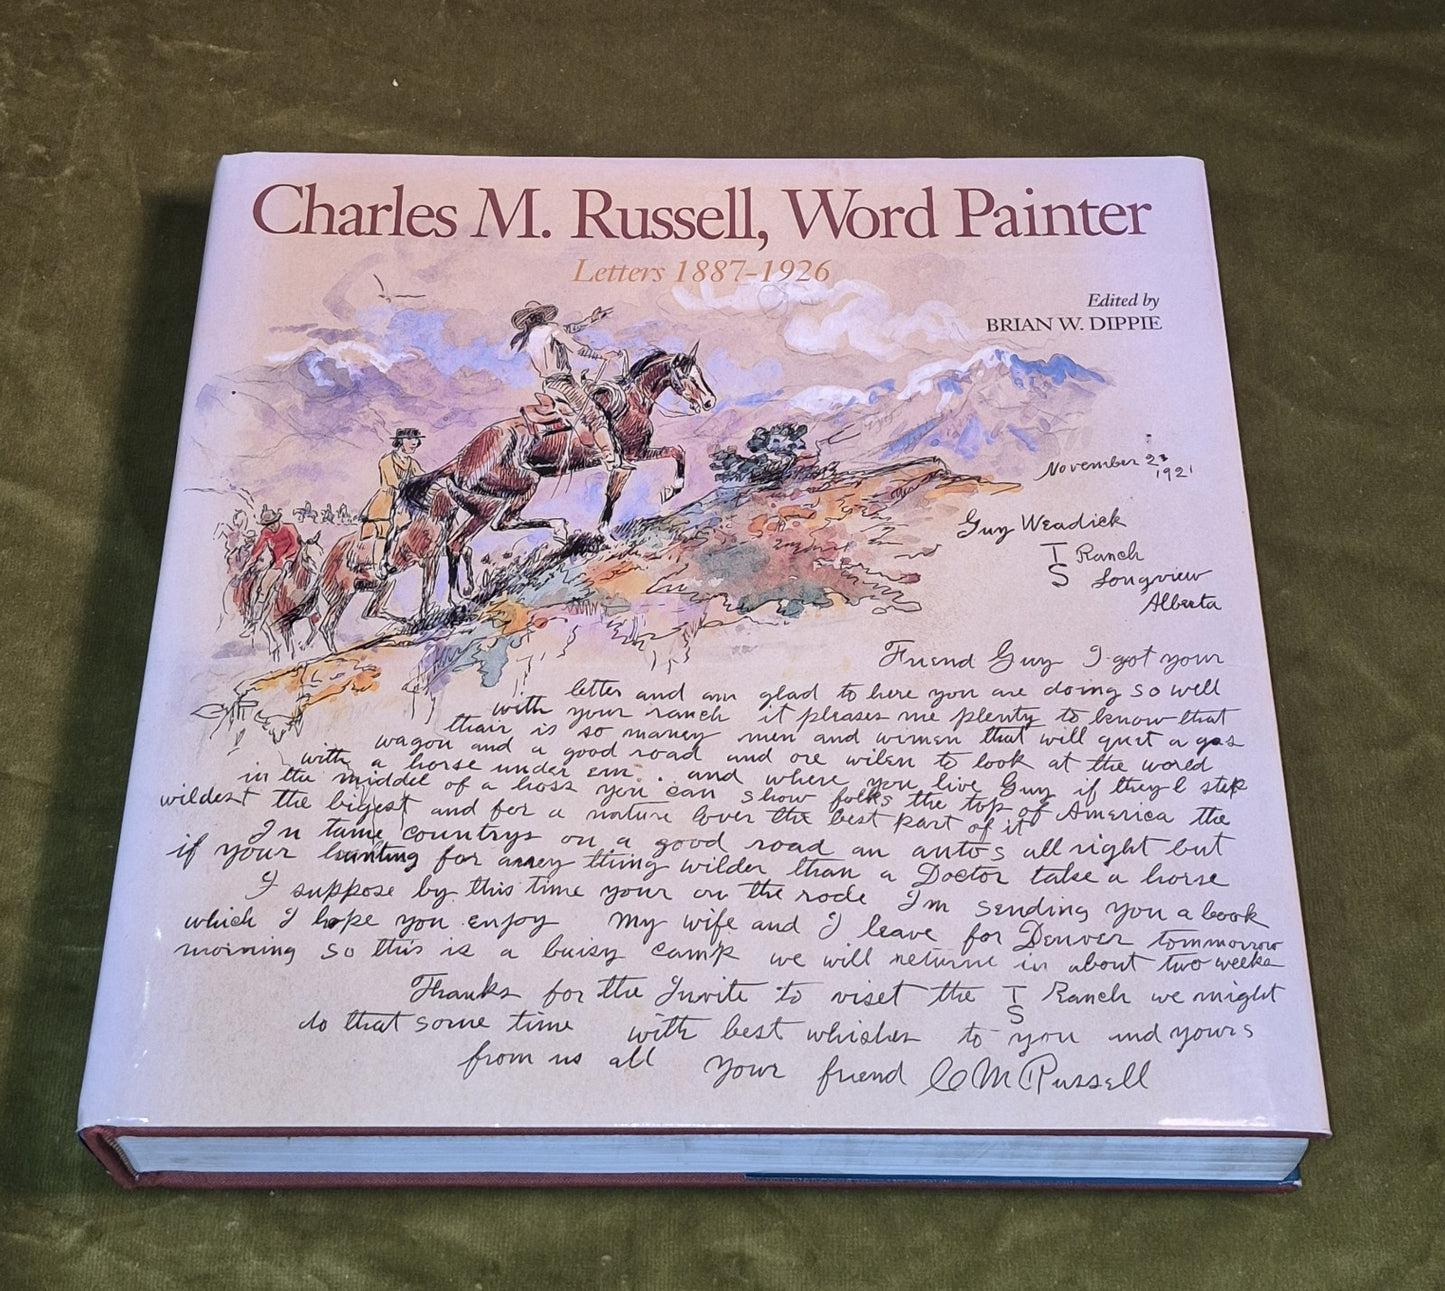 Charles M. Russell, Word Painter
Letters 1887-1926
Edited by
BRIAN W. DIPPIE
November 23
1921
Guy Weadick
T Ranch
S Longview
Alberta
Friend Guy I got your
letter and am glad to here you are doing so well
with your ranch it pleases me plenty to know that
thair is so maney men and wimen that will quet a gas
wagon and a good road and are wilen to look at the world
with a horse under em. and where you live Guy if they l step
in the middel of a hoss you can show folks the top of America the
wildest the bigest and for a nature lover the best part of it
In tame countrys on a good road an autos all right but
if your hunting for aney thing wilder than a Doctor take a horse
I suppose by this time your on the rode Im sending you a book
which I hope you enjoy My wife and I leave for Denver tommorrow
morning so this is a buisy camp we will returne in about two weeks
Thanks for the Invite to viset the T Ranch we might
S
do that some time with best whishes to you and yours
from us all your friend C M Russell